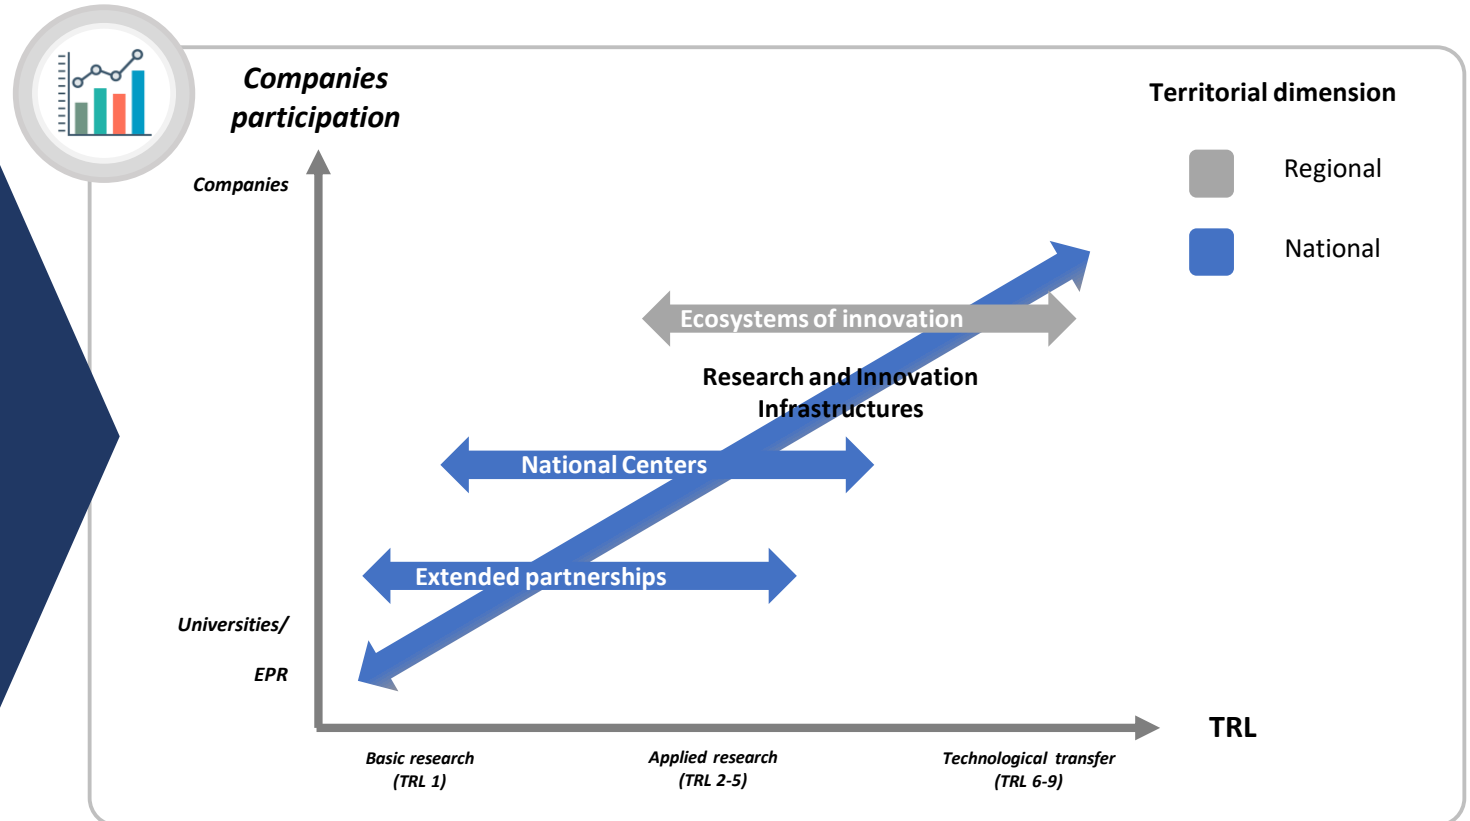 Companies
participation
Territorial dimension
Companies
Regional
National
Ecosystems of innovation
Research and Innovation
Infrastructures
National Centers
Extended partnerships
Universities/
EPR
TRL
Basic research
(TRL 1)
Applied research
(TRL 2-5)
Technological transfer
(TRL 6-9)